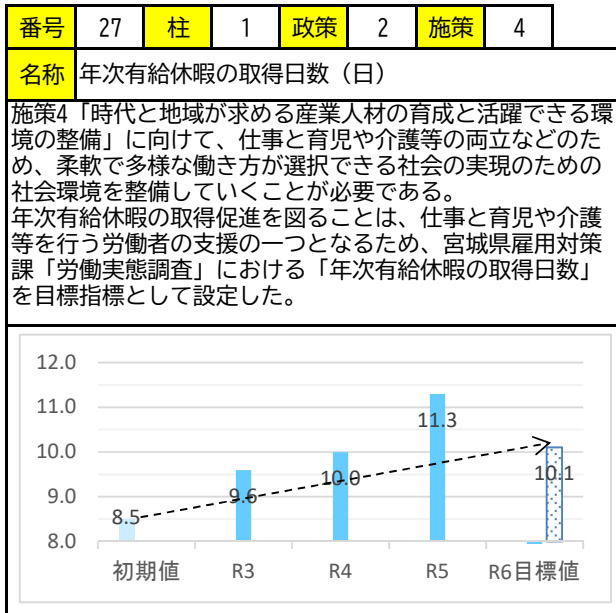 番号 27 柱 1 政策 2 施策 4
名称 年次有給休暇の取得日数（日）
施策4「時代と地域が求める産業人材の育成と活躍できる環
境の整備」に向けて、仕事と育児や介護等の両立などのた
め、柔軟で多様な働き方が選択できる社会の実現のための
社会環境を整備していくことが必要である。
年次有給休暇の取得促進を図ることは、仕事と育児や介護
等を行う労働者の支援の一つとなるため、宮城県雇用対策
課「労働実態調査」における「年次有給休暇の取得日数」
を目標指標として設定した。
12.0
11.0
10.0
9.0
8.0
8.5
9.6
10.0
11.3
10.1
初期値 R3 R4 R5 R6目標値